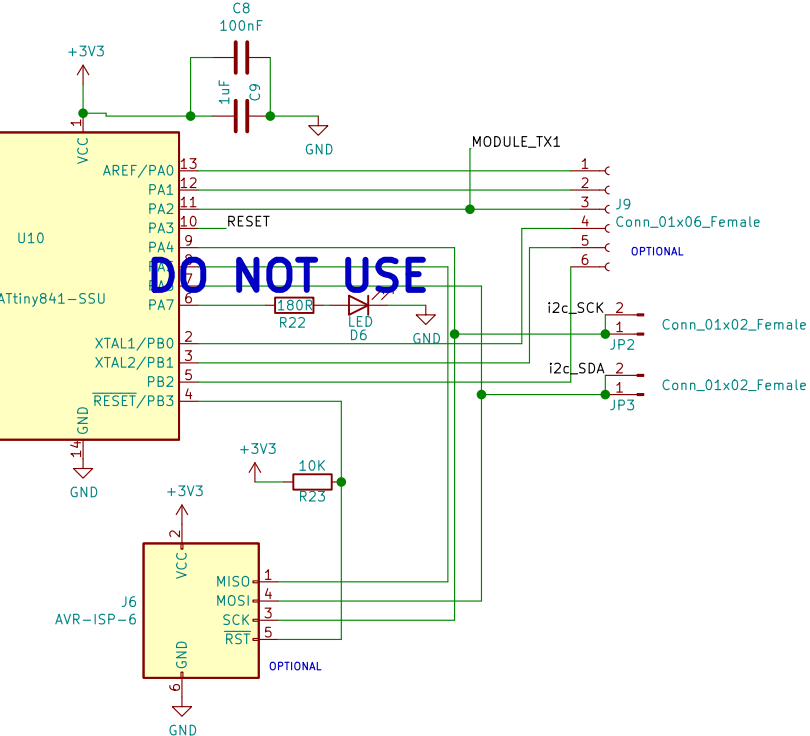 C8
100nF
+3V3
1uF
C9
1
VCC
GND
MODULE_TX1
AREF/PA0 13
1
PA1 12
2
PA2 11
3
J9
PA3 10
RESET
4
Conn_01x06_Female
U10
PA4 9
5
OPTIONAL
DO NOT USE
6
ATtiny841-SSU
7
PA7 6
180R
R22
LED
D6
GND
i2c_SCK
2
Conn_01x02_Female
1
JP2
XTAL1/PB0 2
XTAL2/PB1 3
i2c_SDA
2
Conn_01x02_Female
PB2 5
1
JP3
RESET/PB3 4
GND
14
GND
+3V3
10K
R23
+3V3
2
VCC
J6
AVR-ISP-6
MISO 1
MOSI 4
SCK 3
RST 5
GND
6
OPTIONAL
GND